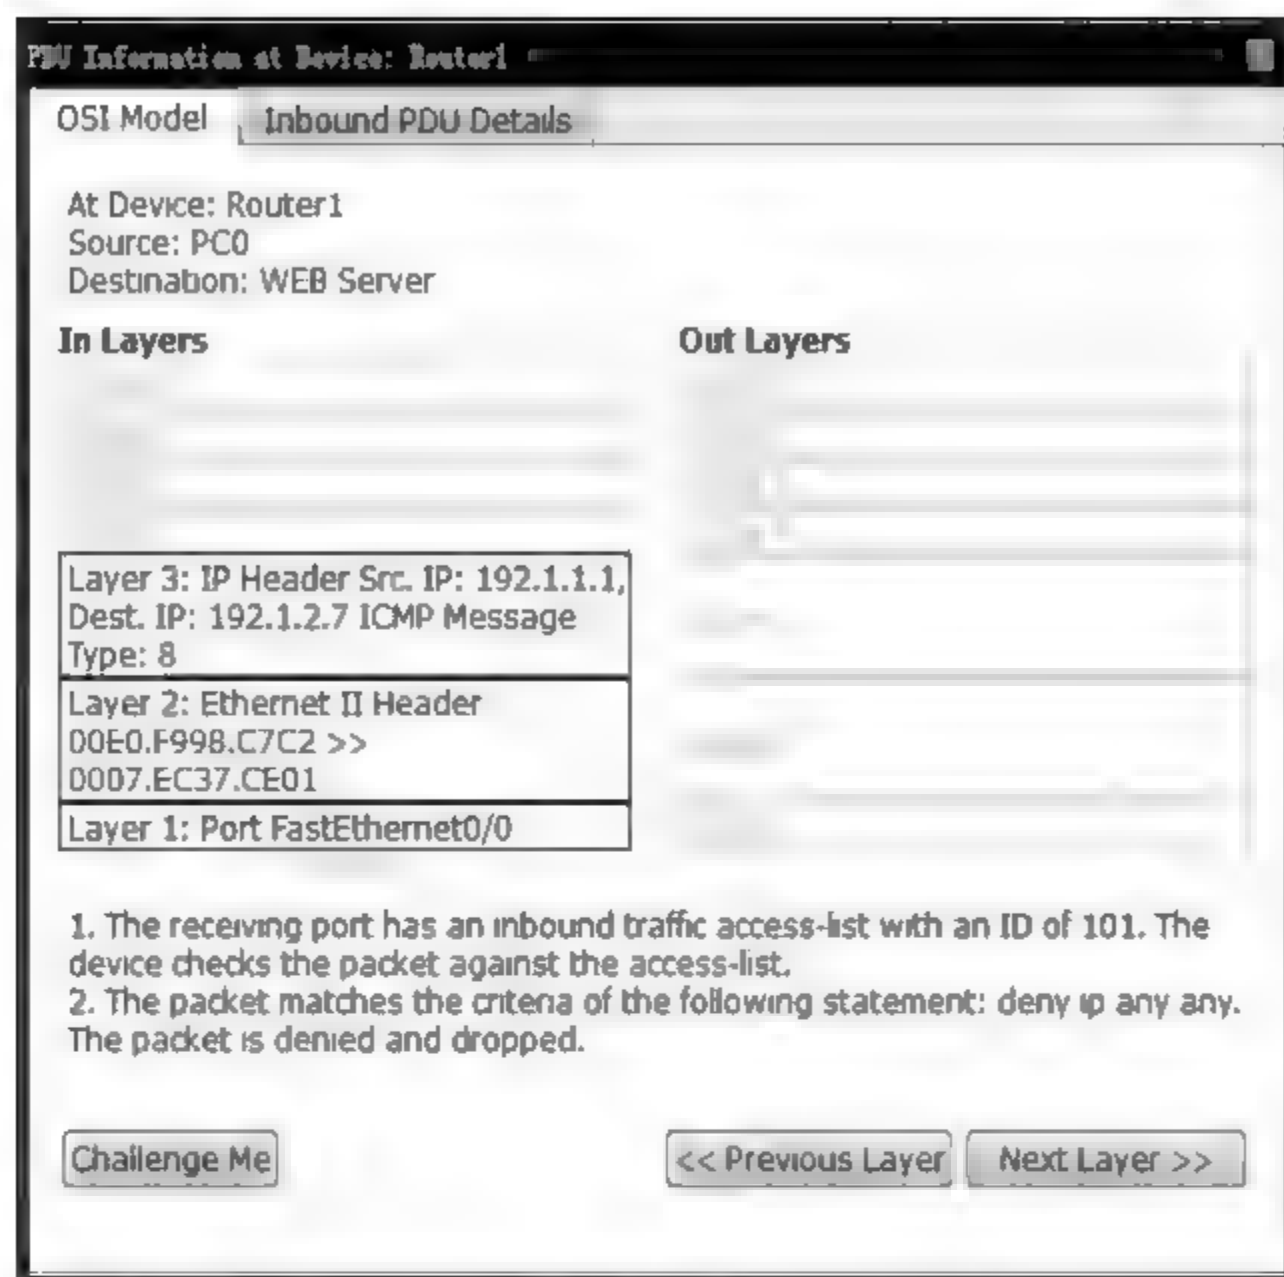 PDU Information at Device: Router1
OSI Model
Inbound PDU Details
At Device: Router1
Source: PC0
Destination: WEB Server
In Layers
Out Layers
Layer 3: IP Header Src. IP: 192.1.1.1,
Dest. IP: 192.1.2.7 ICMP Message
Type: 8
Layer 2: Ethernet II Header
00E0.F998.C7C2 >>
0007.EC37.CE01
Layer 1: Port FastEthernet0/0
1. The receiving port has an inbound traffic access-list with an ID of 101. The
device checks the packet against the access-list.
2. The packet matches the criteria of the following statement: deny ip any any.
The packet is denied and dropped.
Challenge Me
<< Previous Layer
Next Layer >>